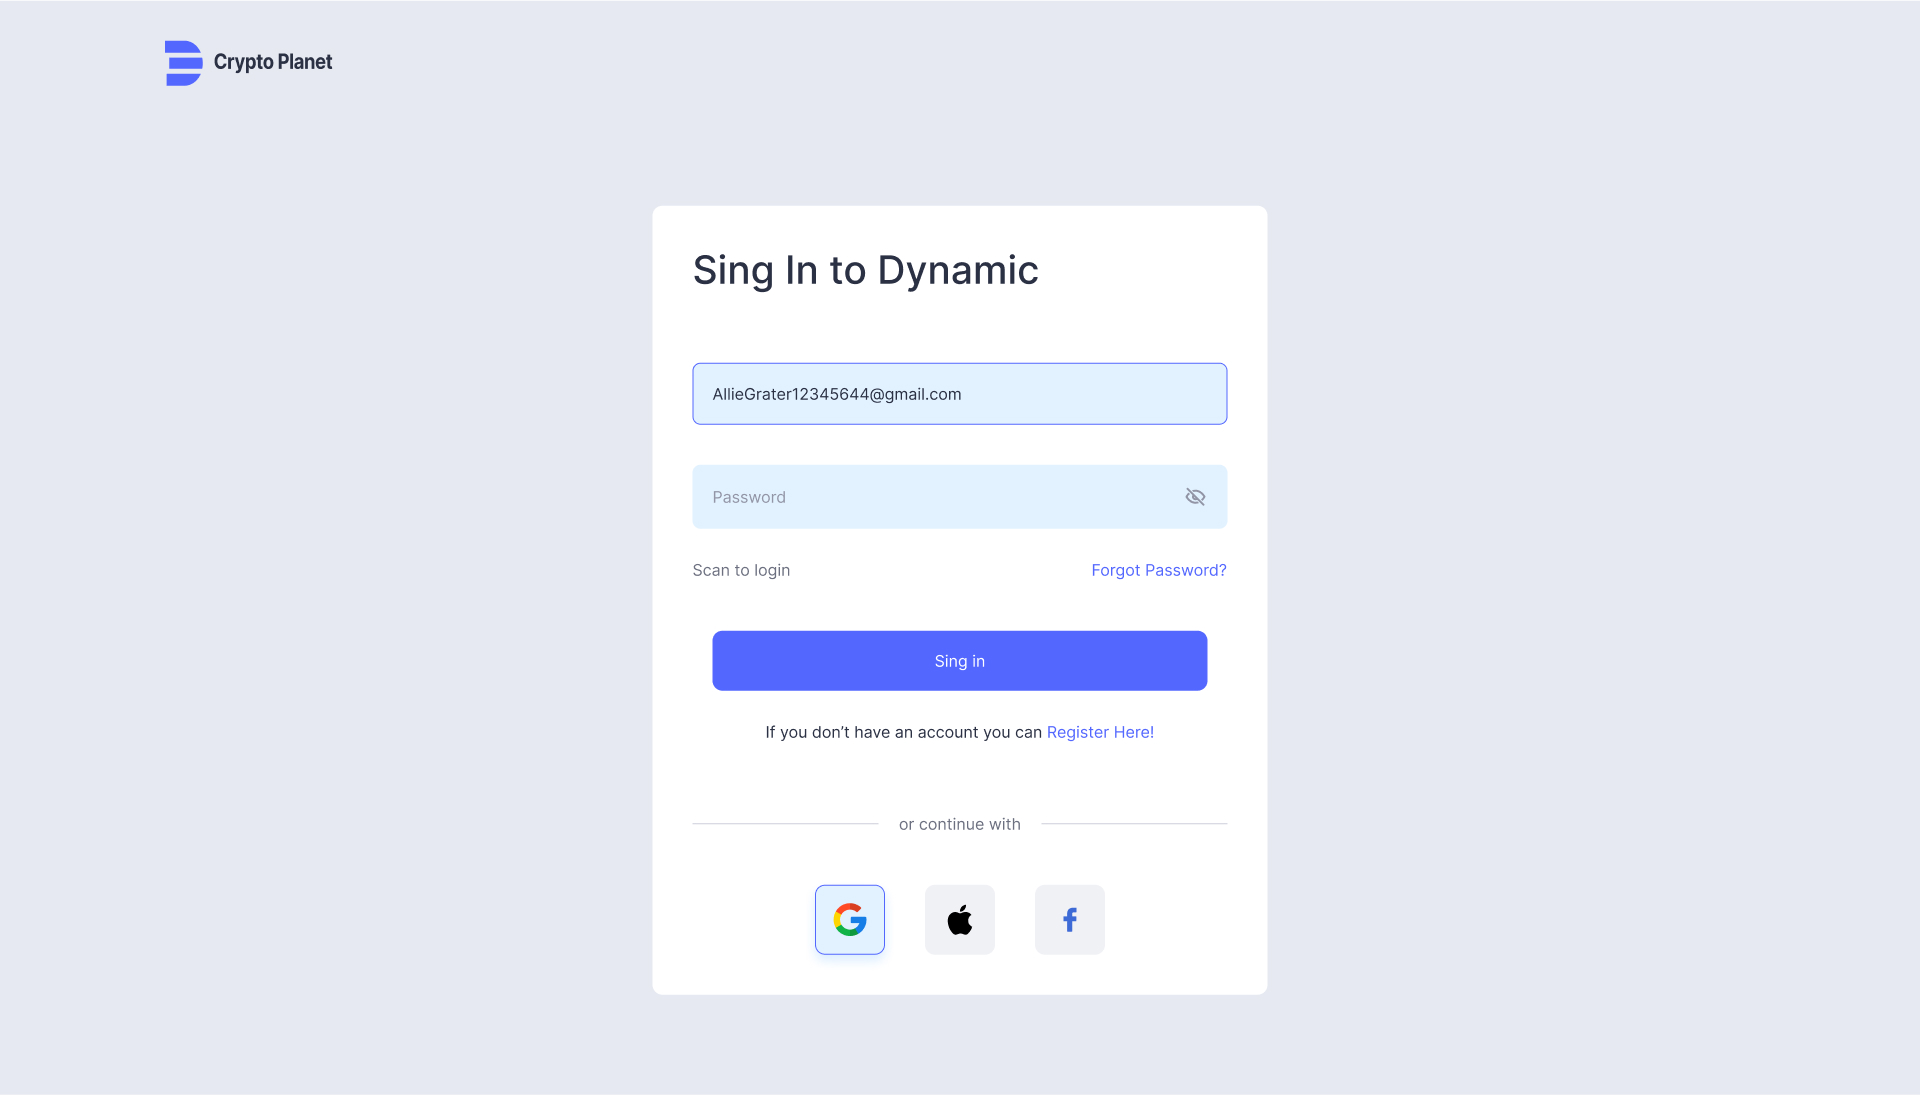 Crypto Planet
Sing In to Dynamic
AllieGrater12345644@gmail.com
Password
Scan to login
Forgot Password?
Sing in
If you don’t have an account you can Register Here!
or continue with